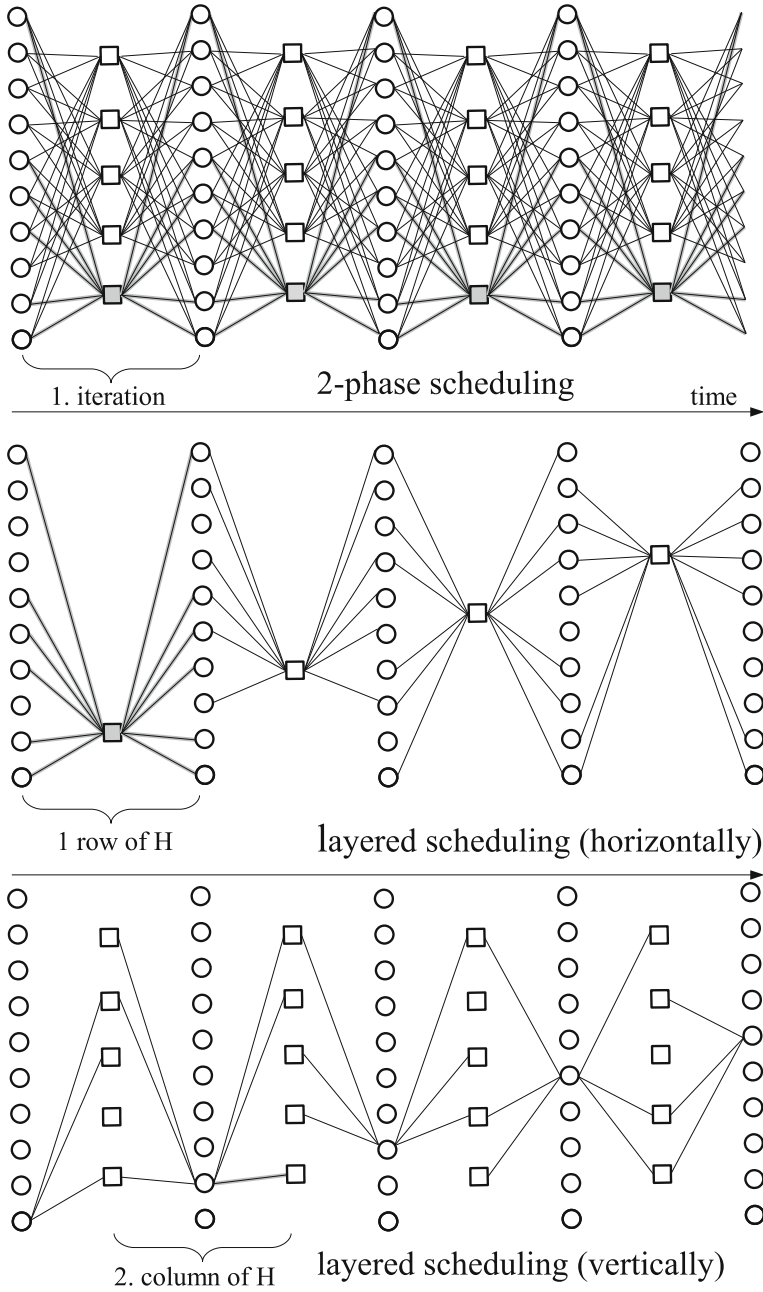 1. iteration
2-phase scheduling
time
1 row of H
layered scheduling (horizontally)
2. column of H
layered scheduling (vertically)